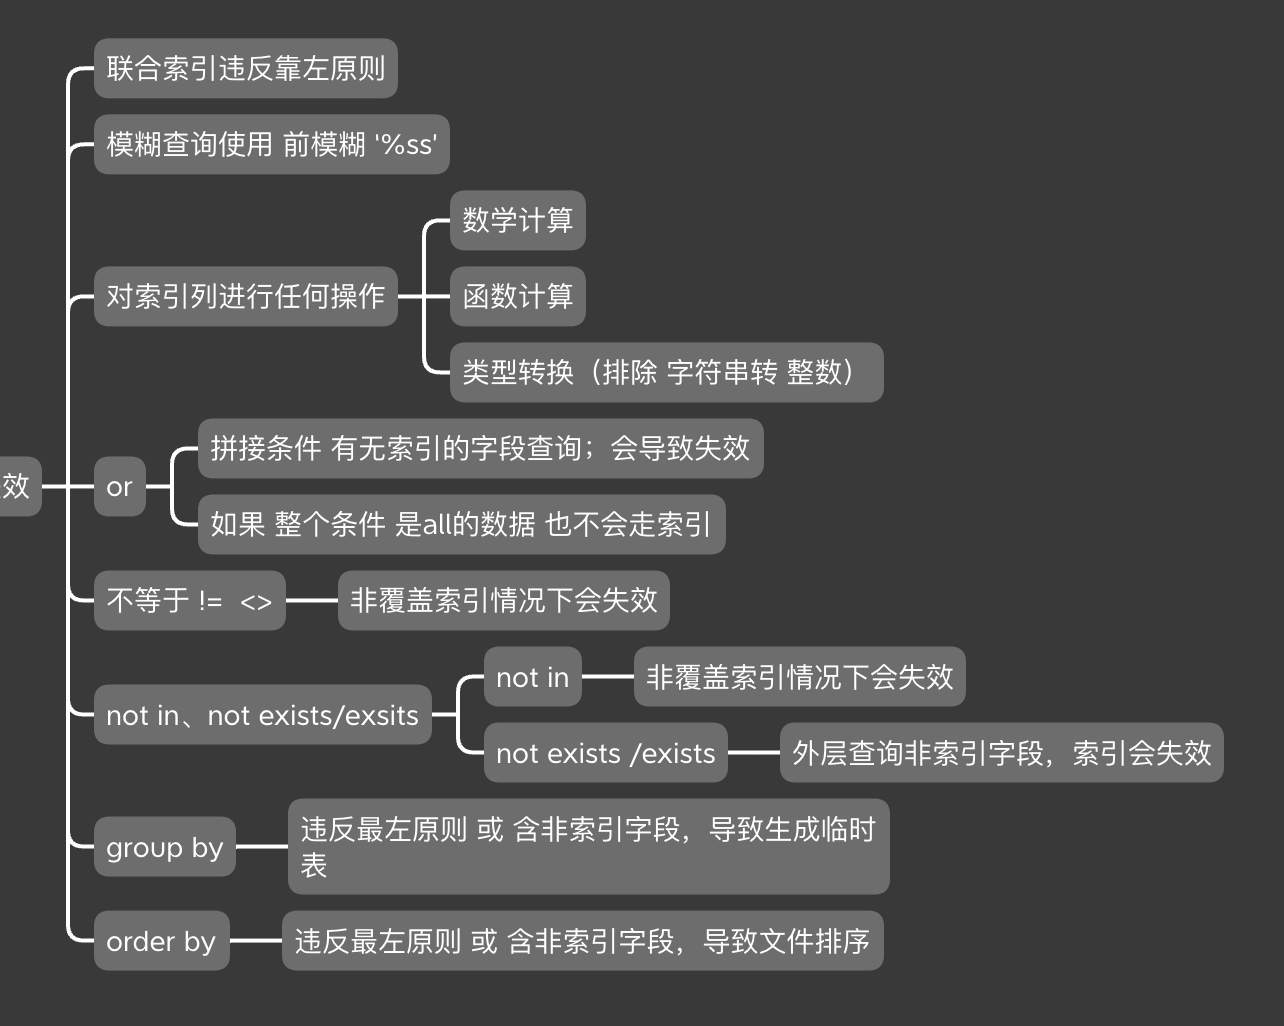 联合索引违反靠左原则
模糊查询使用 前模糊 '%ss'
数学计算
对索引列进行任何操作
函数计算
类型转换（排除 字符串转 整数）
拼接条件 有无索引的字段查询；会导致失效
效
or
如果 整个条件 是all的数据 也不会走索引
不等于 != <>
非覆盖索引情况下会失效
not in
非覆盖索引情况下会失效
not in、not exists/exsits
not exists /exists
外层查询非索引字段，索引会失效
group by
违反最左原则 或 含非索引字段，导致生成临时
表
order by
违反最左原则 或 含非索引字段，导致文件排序